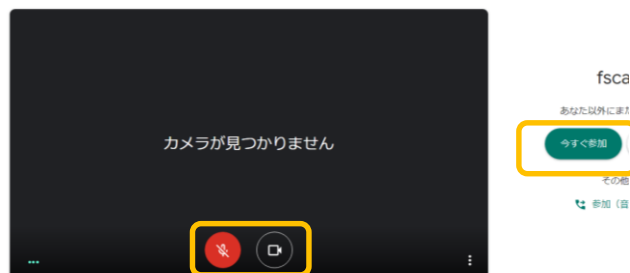 カメラが見つかりません
fsca
あなた以外にま
今すぐ参加
その他
参加（音